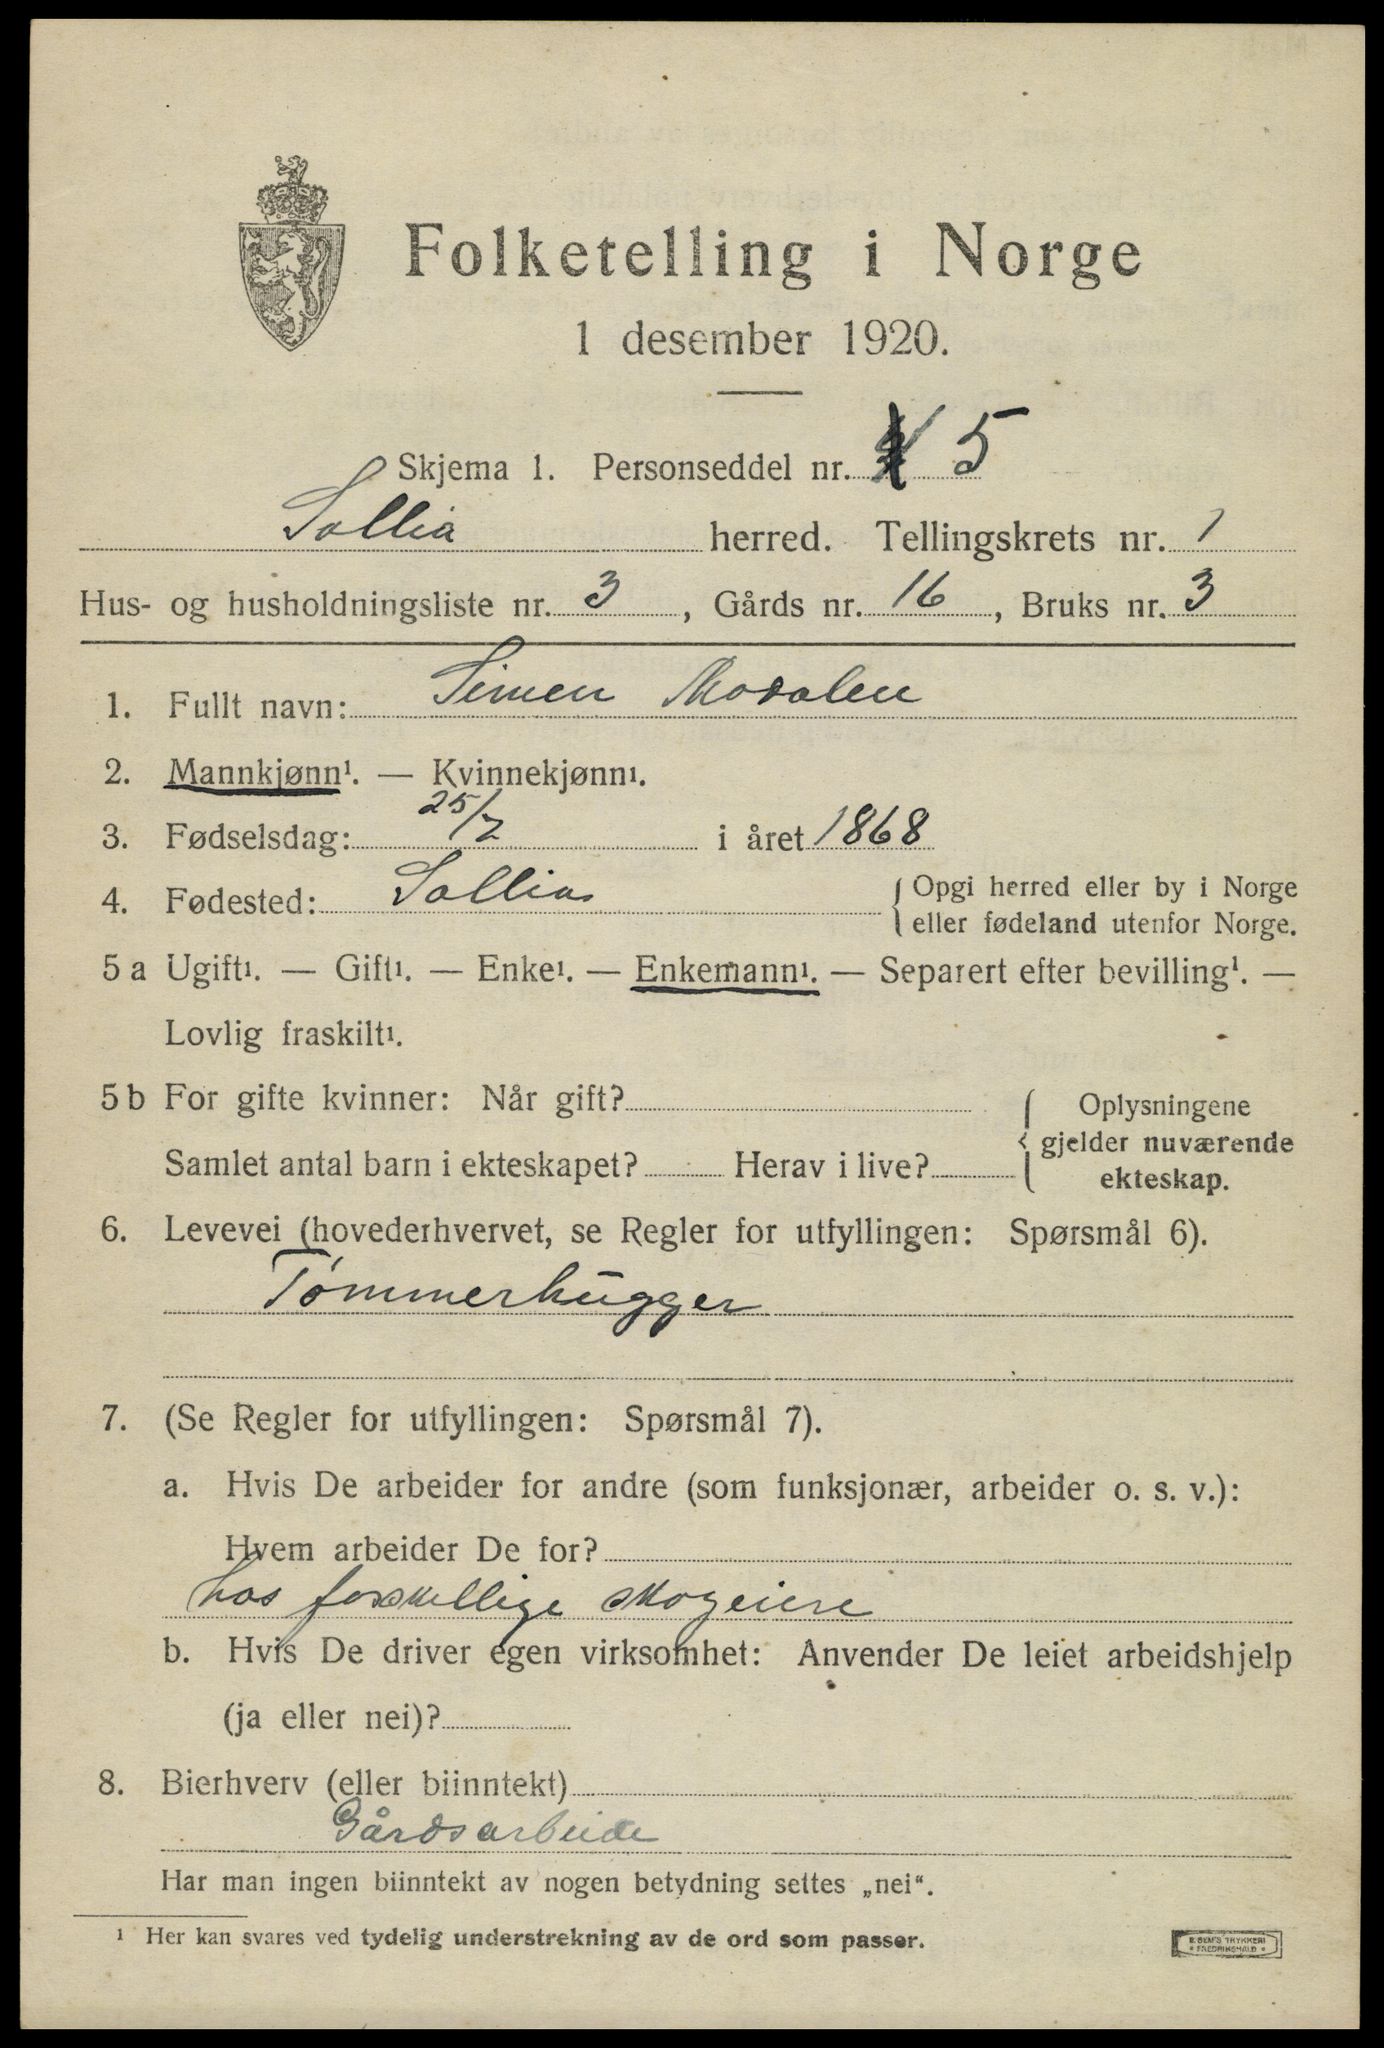 Folketelling i Norge
1 desember 1920.
Skjema 1. Personseddel nr. 5
Sollia herred. Tellingskrets nr. 1
Hus- og husholdningsliste nr. 3, Gårds nr. 16, Bruks nr. 3
1. Fullt navn: Simen Modalen
2. Mannkjønn¹. — Kvinnekjønn¹.
3. Fødselsdag: 25/7 i året 1868
4. Fødested: Sollia { Opgi herred eller by i Norge
eller fødeland utenfor Norge.
5 a Ugift¹. — Gift¹. — Enke¹. — Enkemann¹. — Separert efter bevilling¹. —
Lovlig fraskilt¹.
5 b For gifte kvinner: Når gift? { Oplysningene
gjelder nuværende
Samlet antal barn i ekteskapet? Herav i live?
ekteskap.
6. Levevei (hovederhvervet, se Regler for utfyllingen: Spørsmål 6).
Tømmerhugger
7. (Se Regler for utfyllingen: Spørsmål 7).
a. Hvis De arbeider for andre (som funksjonær, arbeider o. s. v.):
Hvem arbeider De for?
hos forskellige skogeiere
b. Hvis De driver egen virksomhet: Anvender De leiet arbeidshjelp
(ja eller nei)?
8. Bierhverv (eller biinntekt)
Gårdsarbeide
Har man ingen biinntekt av nogen betydning settes „nei“.
¹ Her kan svares ved tydelig understrekning av de ord som passer.
E. SEM'S TRYKKERI
* FREDRIKSHALD *